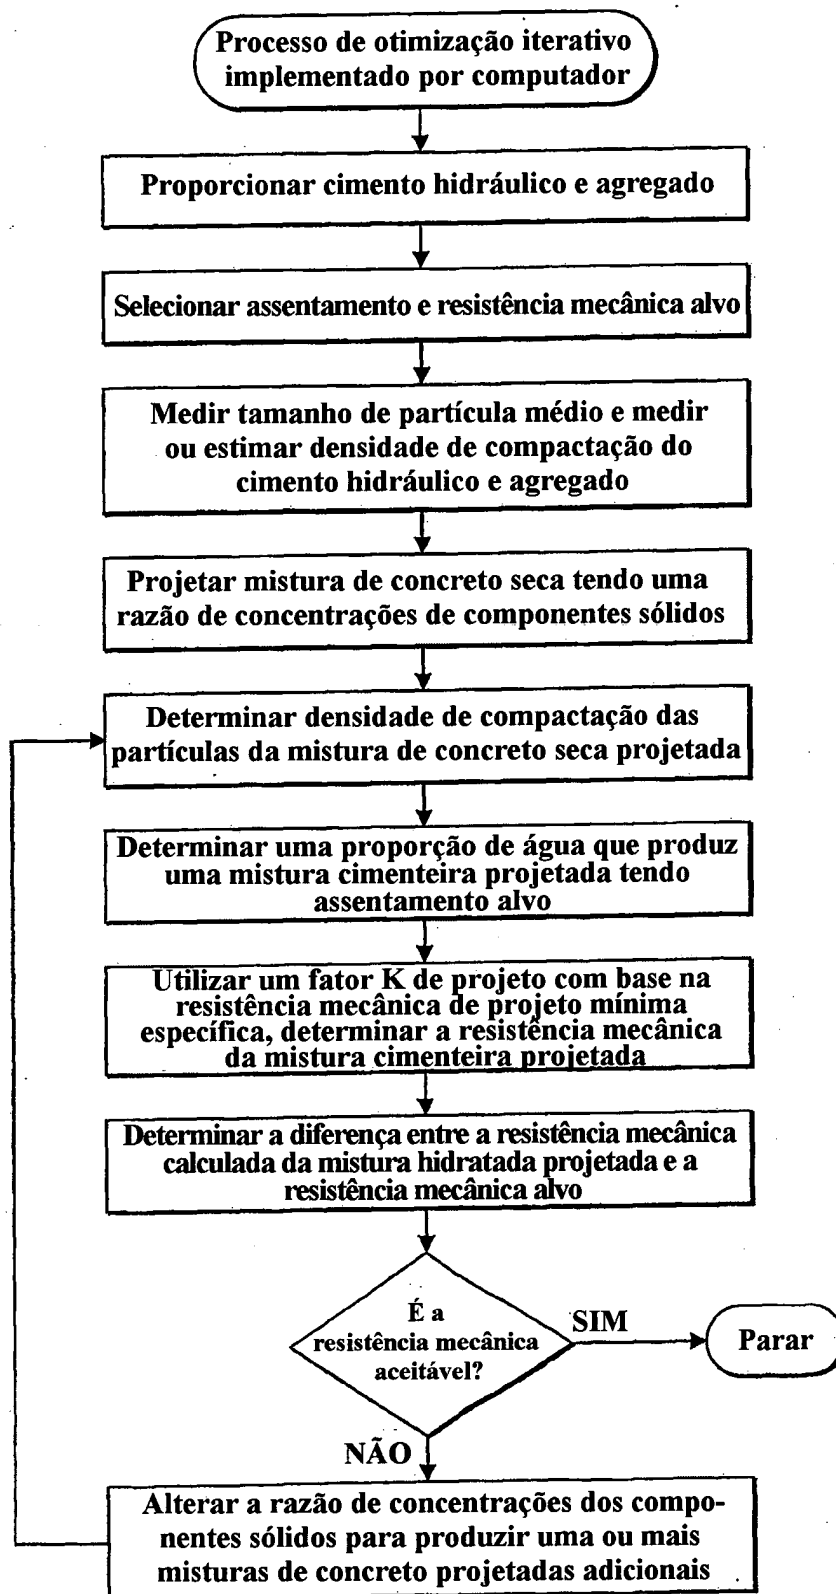 Processo de otimização iterativo
implementado por computador
Proporcionar cimento hidráulico e agregado
Selecionar assentamento e resistência mecânica alvo
Medir tamanho de partícula médio e medir
ou estimar densidade de compactação do
cimento hidráulico e agregado
Projetar mistura de concreto seca tendo uma
razão de concentrações de componentes sólidos
Determinar densidade de compactação das
partículas da mistura de concreto seca projetada
Determinar uma proporção de água que produz
uma mistura cimenteira projetada tendo
assentamento alvo
Utilizar um fator K de projeto com base na
resistência mecânica de projeto mínima
específica, determinar a resistência mecânica
da mistura cimenteira projetada
Determinar a diferença entre a resistência mecânica
calculada da mistura hidratada projetada e a
resistência mecânica alvo
É a
resistência mecânica
aceitável?
SIM
Parar
NÃO
Alterar a razão de concentrações dos compo-
nentes sólidos para produzir uma ou mais
misturas de concreto projetadas adicionais